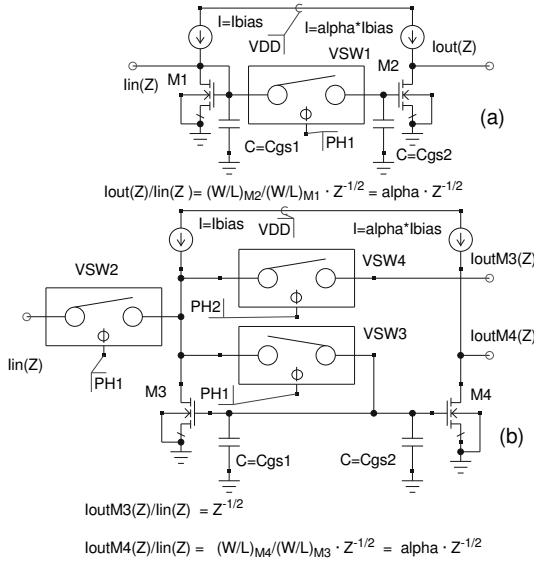 I=Ibias
I=alpha*Ibias
VDD
VSW1
Iout(Z)
Iin(Z)
M1
M2
(a)
PH1
C=Cgs1
C=Cgs2
Iout(Z)/Iin(Z) = (W/L)M2/(W/L)M1 · Z-1/2 = alpha · Z-1/2
I=Ibias
VDD
I=alpha*Ibias
VSW2
VSW4
IoutM3(Z)
PH2
VSW3
IoutM4(Z)
Iin(Z)
PH1
M3
PH1
M4
(b)
C=Cgs1
C=Cgs2
IoutM3(Z)/Iin(Z) = Z-1/2
IoutM4(Z)/Iin(Z) = (W/L)M4/(W/L)M3 · Z-1/2 = alpha · Z-1/2